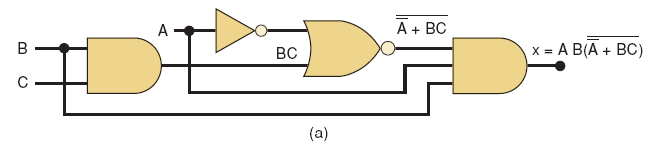 A
B
C
BC
A̅ + BC
x = A B(A̅ + BC)
(a)